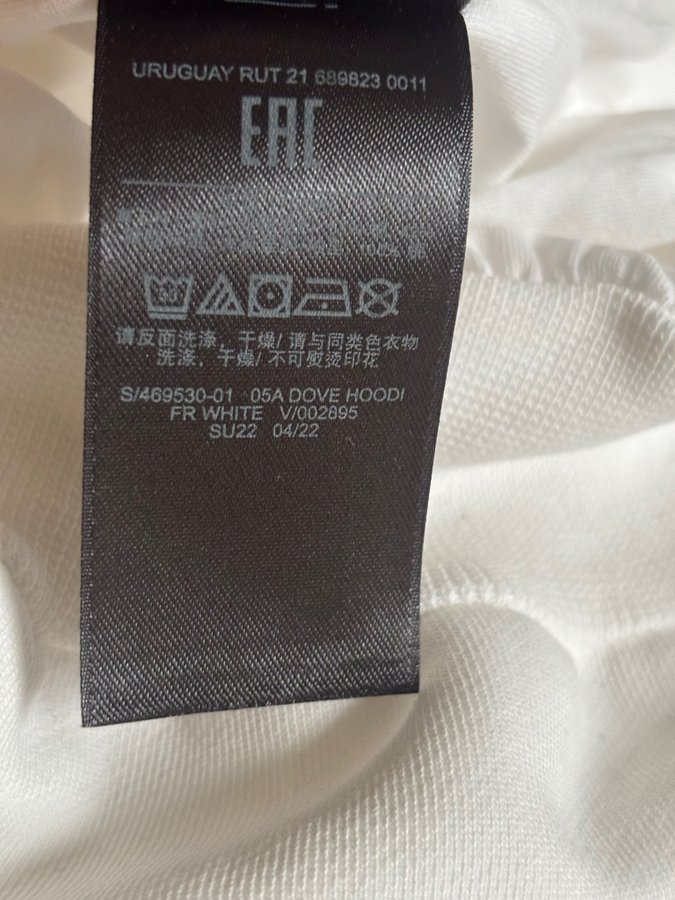 URUGUAY RUT 21 689823 0011
EAC
30
请反面洗涤，干燥/ 请与同类色衣物
洗涤，干燥/ 不可熨烫印花
S/469530-01 05A DOVE HOODI
FR WHITE V/002895
SU22 04/22